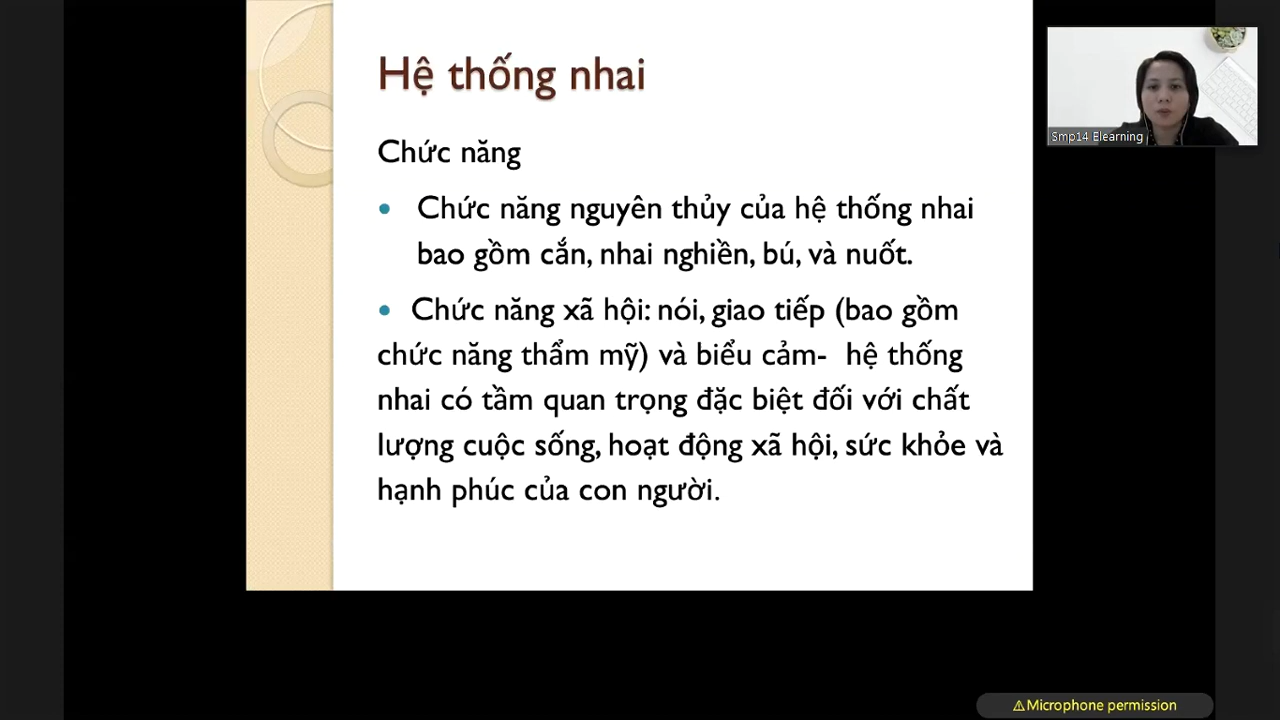 Hệ thống nhai
Chức năng
• Chức năng nguyên thủy của hệ thống nhai
bao gồm cắn, nhai nghiền, bú, và nuốt.
• Chức năng xã hội: nói, giao tiếp (bao gồm
chức năng thẩm mỹ) và biểu cảm- hệ thống
nhai có tầm quan trọng đặc biệt đối với chất
lượng cuộc sống, hoạt động xã hội, sức khỏe và
hạnh phúc của con người.
Smp14 Elearning
⚠Microphone permission